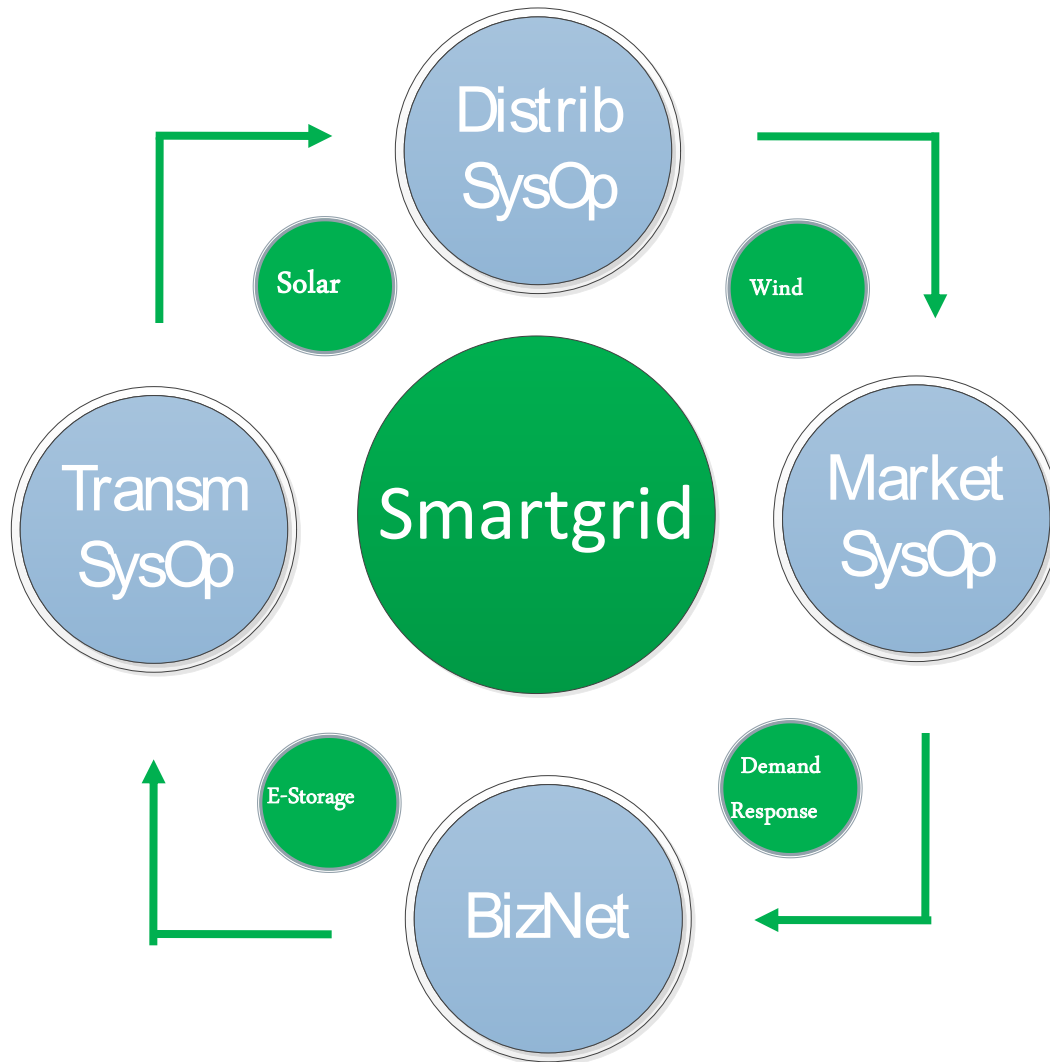 Distrib
SysOp
Solar
Wind
Transm
SysOp
Smartgrid
Market
SysOp
E-Storage
Demand
Response
BizNet